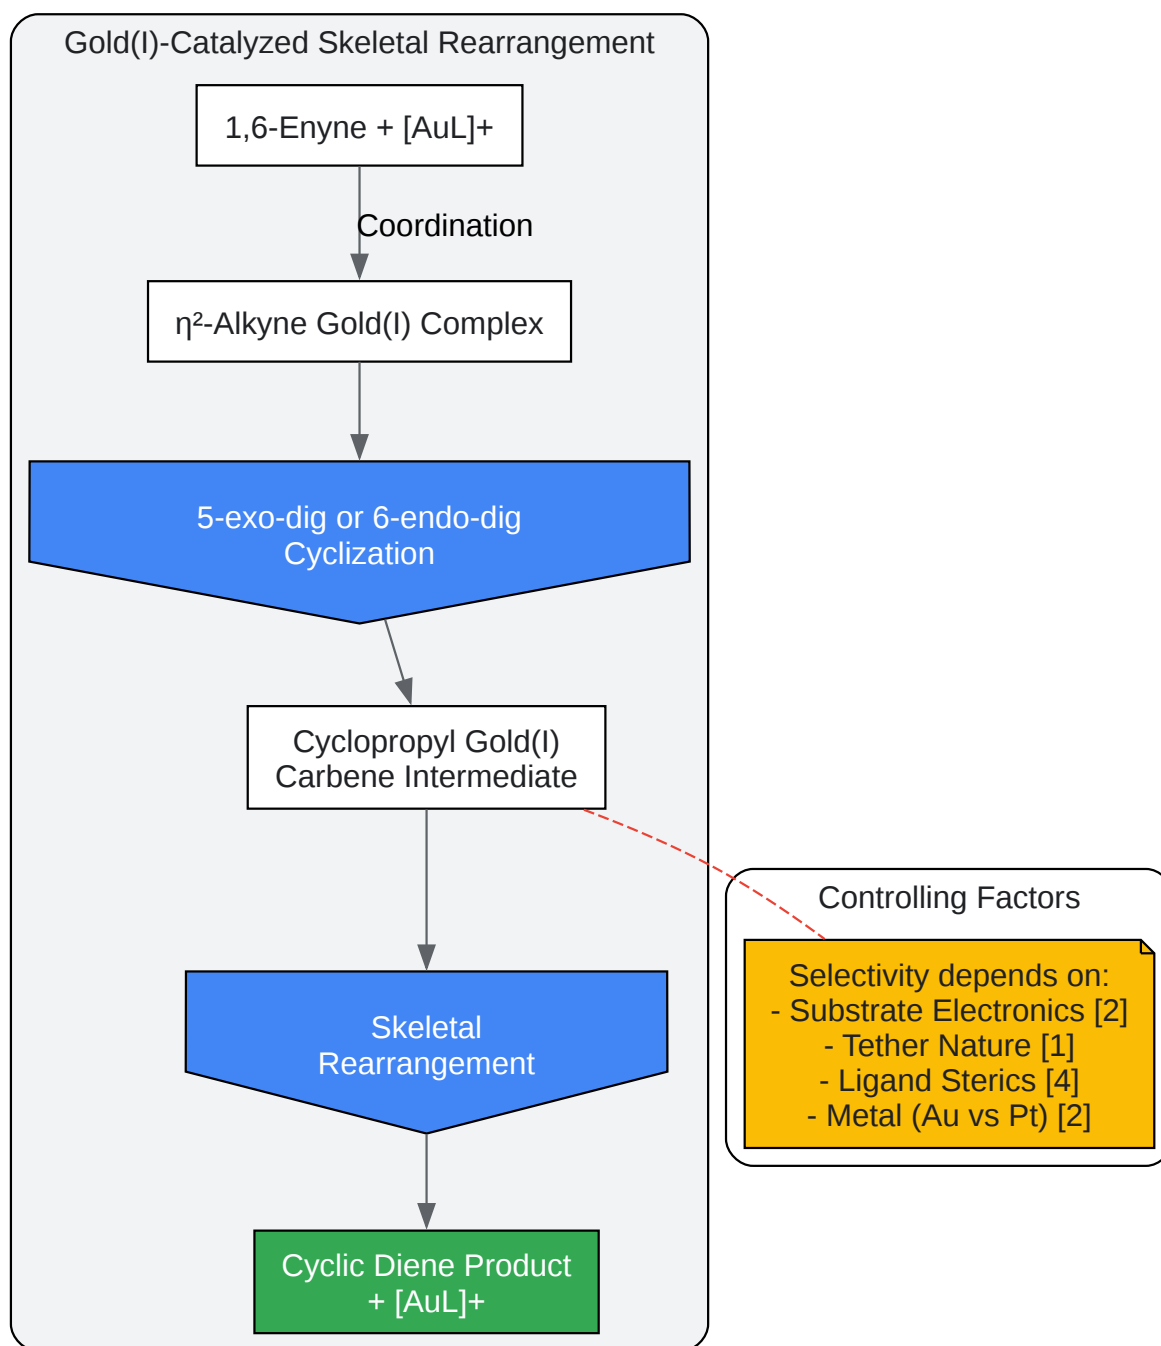 Gold(I)-Catalyzed Skeletal Rearrangement
1,6-Enyne + [AuL]+
Coordination
η²-Alkyne Gold(I) Complex
5-exo-dig or 6-endo-dig
Cyclization
Cyclopropyl Gold(I)
Carbene Intermediate
Controlling Factors
Selectivity depends on:
- Substrate Electronics [2]
- Tether Nature [1]
- Ligand Sterics [4]
- Metal (Au vs Pt) [2]
Skeletal
Rearrangement
Cyclic Diene Product
+ [AuL]+